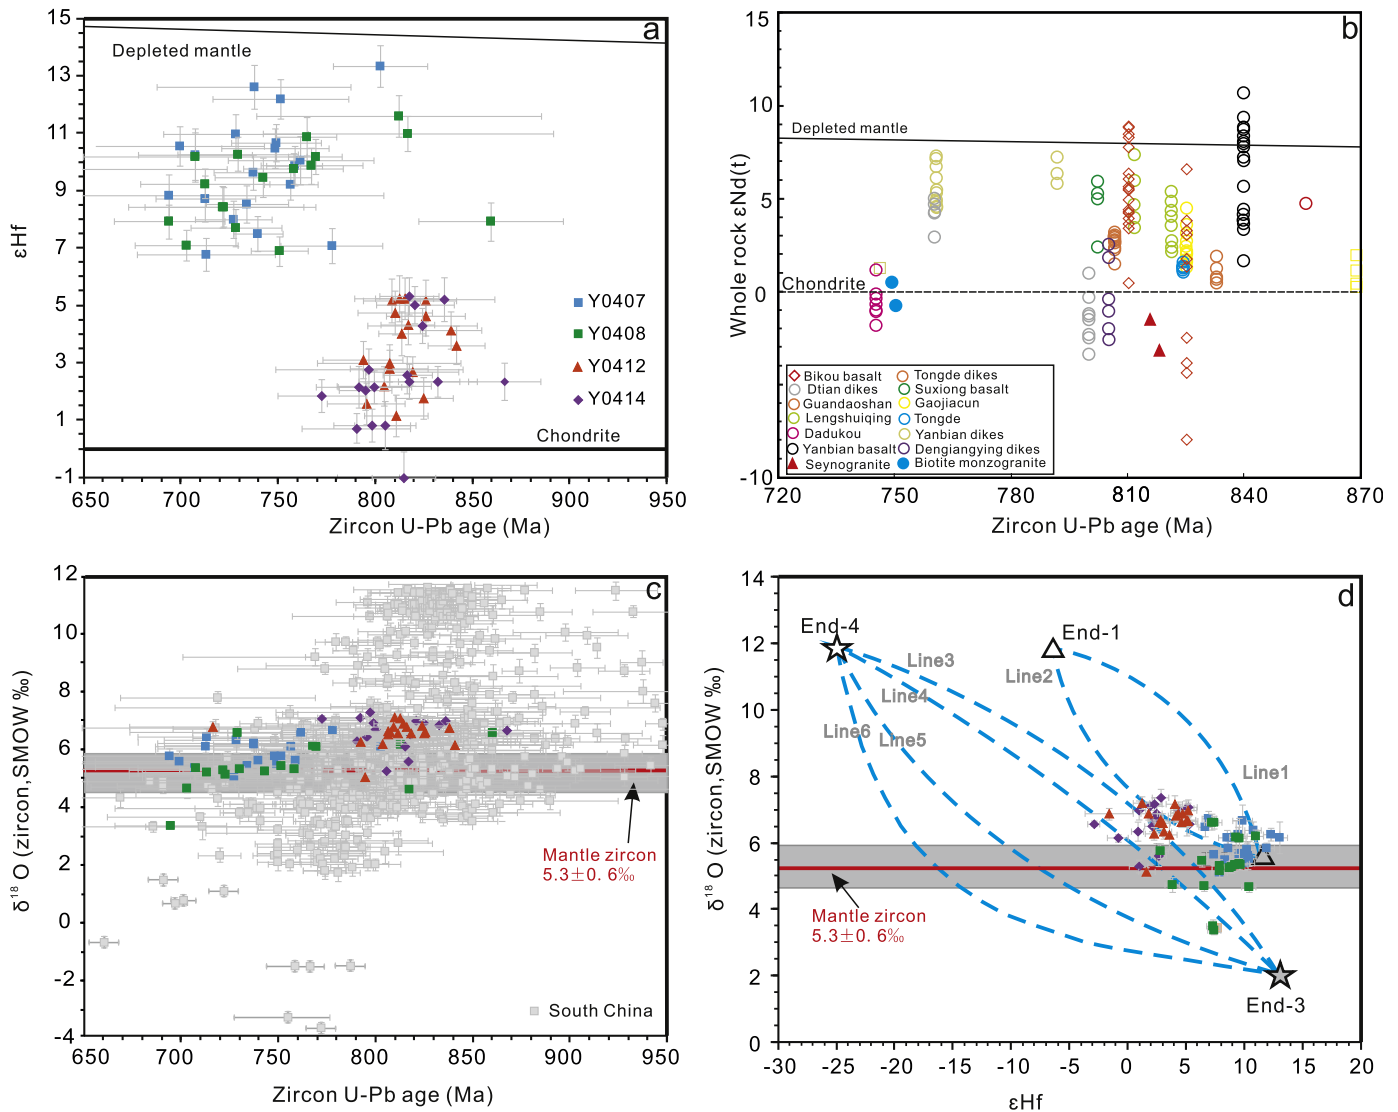 a
15
13
11
9
7
5
3
1
-1
εHf
Depleted mantle
Y0407
Y0408
Y0412
Y0414
Chondrite
650
700
750
800
850
900
950
Zircon U-Pb age (Ma)
b
15
10
5
0
-10
Whole rock εNd(t)
Depleted mantle
Chondrite
Bikou basalt
Tongde dikes
Dtian dikes
Suxiong basalt
Guandaoshan
Gaojiacun
Lengshuiqing
Tongde
Dadukou
Yanbian dikes
Yanbian basalt
Dengiangying dikes
Seynogranite
Biotite monzogranite
720
750
780
810
840
870
Zircon U-Pb age (Ma)
c
12
10
8
6
4
2
0
-2
-4
δ¹⁸ O (zircon,SMOW ‰)
Mantle zircon
5.3±0.6‰
South China
650
700
750
800
850
900
950
Zircon U-Pb age (Ma)
d
14
12
10
8
6
4
2
0
δ¹⁸ O (zircon,SMOW ‰)
End-4
End-1
Line3
Line2
Line4
Line6
Line5
Line1
Mantle zircon
5.3±0.6‰
End-3
-30
-25
-20
-15
-10
-5
0
5
10
15
20
εHf